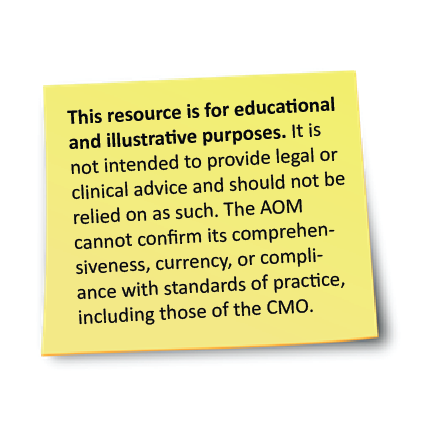 This resource is for educational
and illustrative purposes. It is
not intended to provide legal or
clinical advice and should not be
relied on as such. The AOM
cannot confirm its comprehen-
siveness, currency, or compli-
ance with standards of practice,
including those of the CMO.